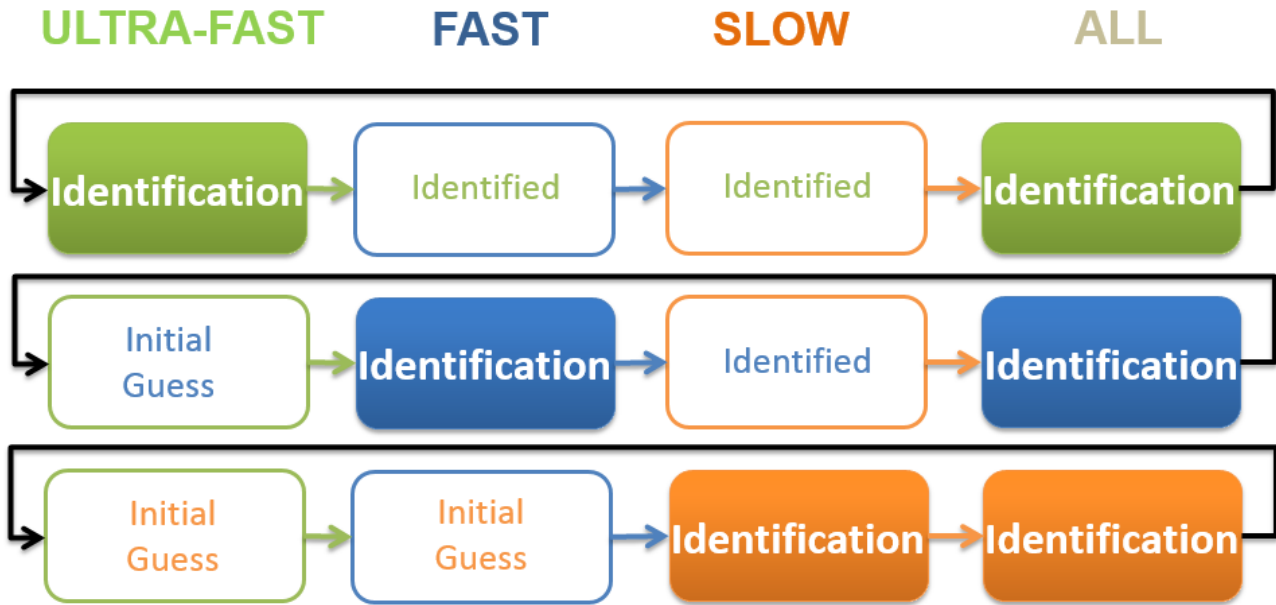 ULTRA-FAST FAST SLOW ALL
Identification Identified Identified Identification
Initial
Guess
Identification Identified Identification
Initial
Guess
Initial
Guess
Identification Identification